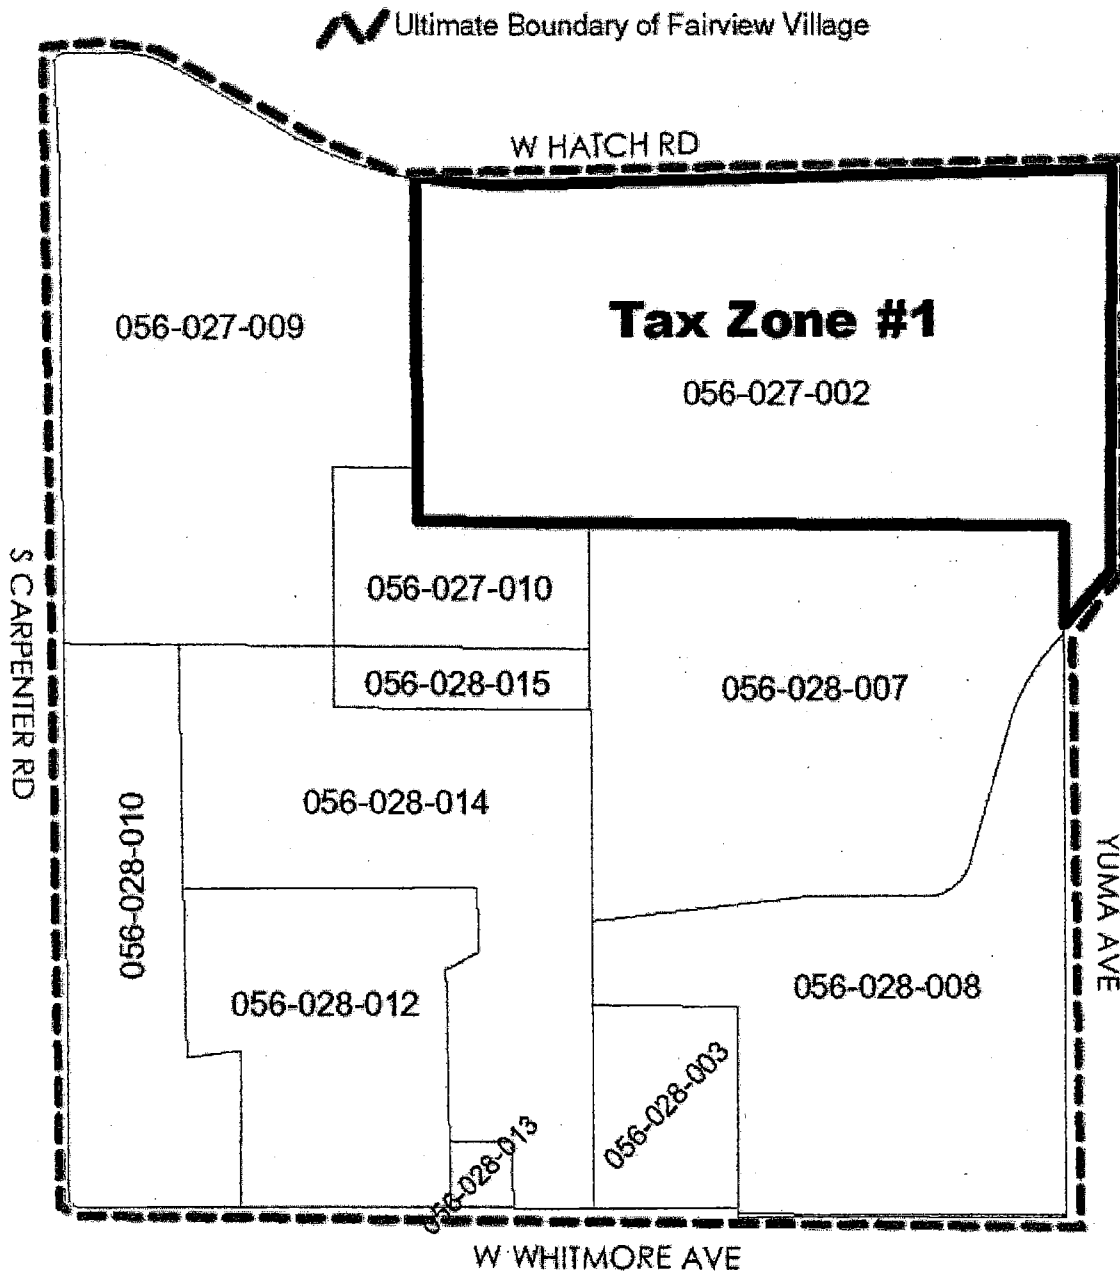 Ultimate Boundary of Fairview Village
W HATCH RD
056-027-009
Tax Zone #1
056-027-002
S CARPENTER RD
056-027-010
056-028-015
056-028-007
056-028-014
056-028-010
YUMA AVE
056-028-012
056-028-008
056-028-003
056-028-013
W WHITMORE AVE